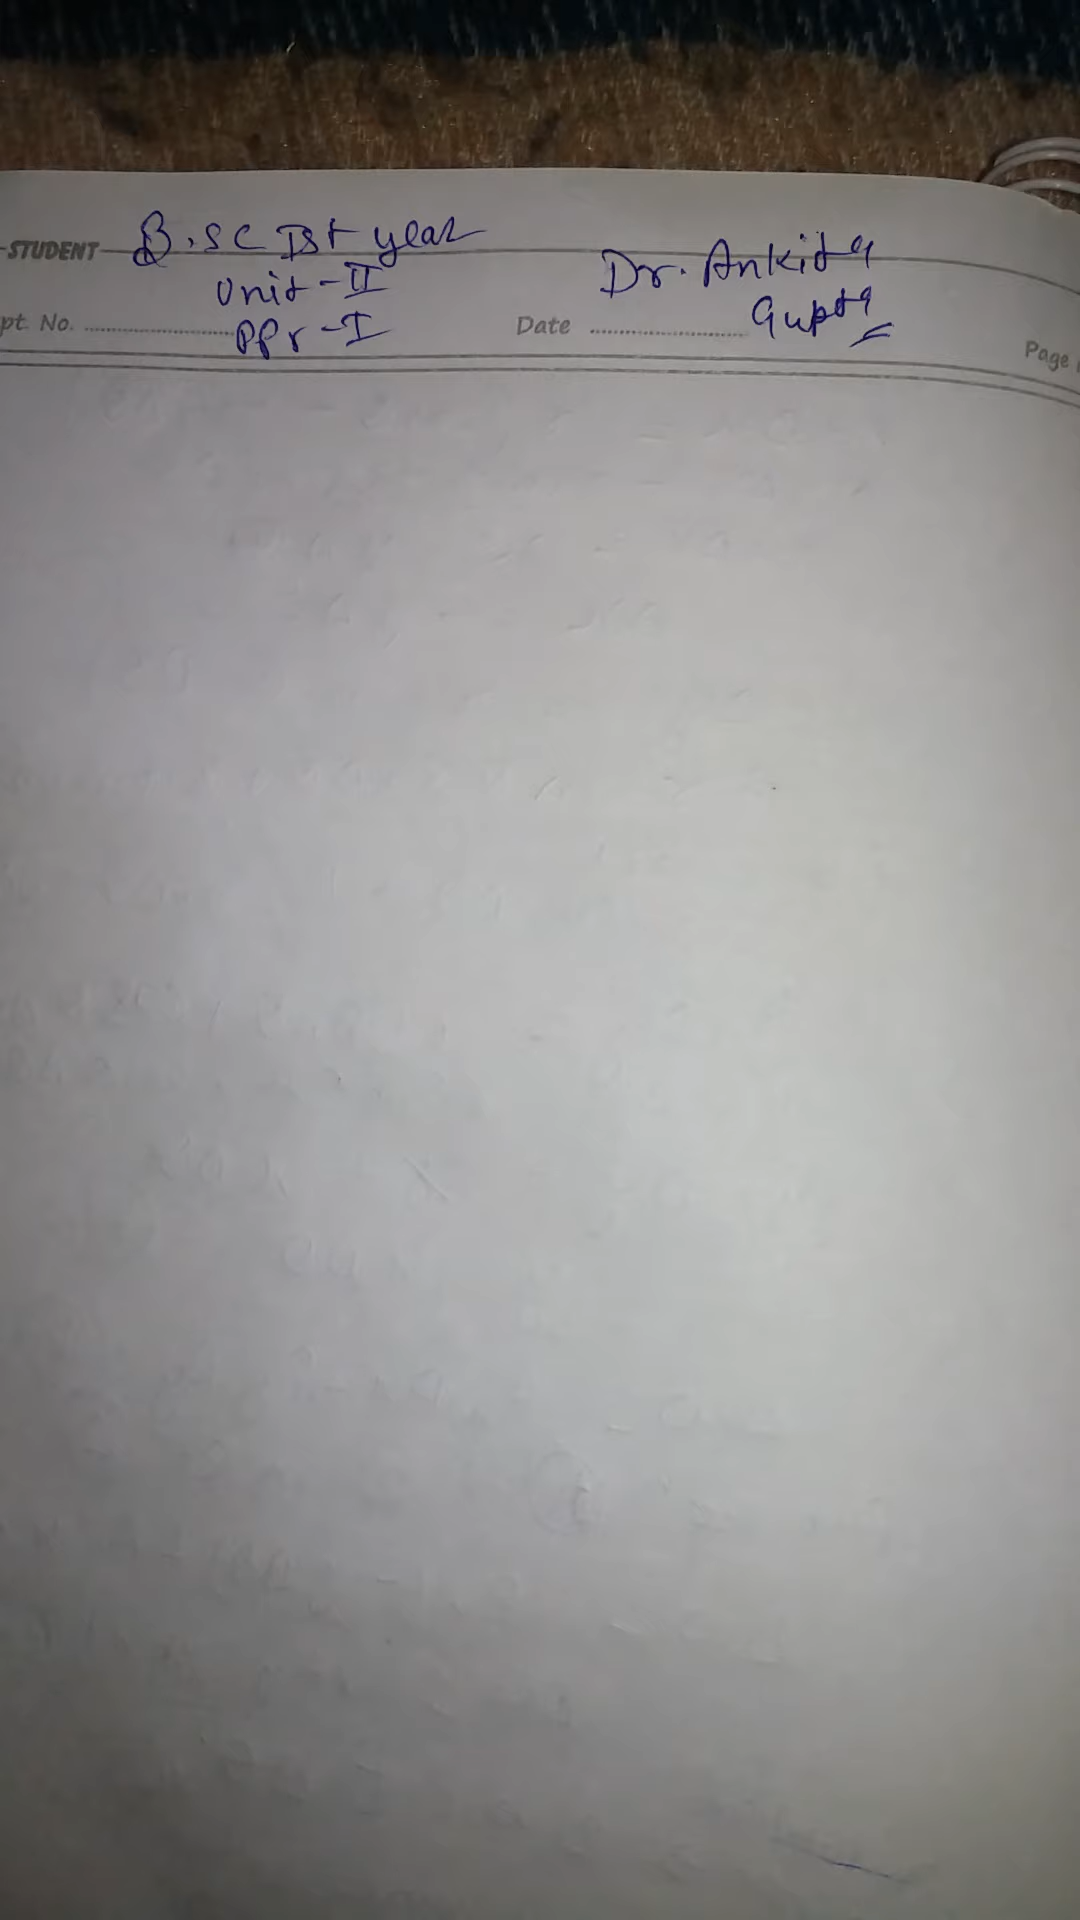 STUDENT B.sc Ist year
Unit-II
PPr-I
Dr. Ankita
Gupta
pt. No. ........................
Date ........................
Page